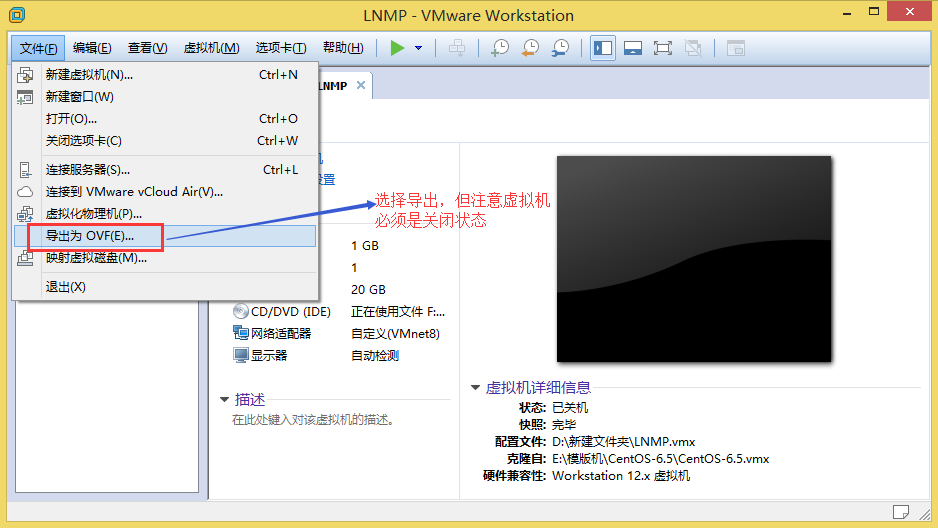 LNMP - VMware Workstation
文件(F) 编辑(E) 查看(V) 虚拟机(M) 选项卡(T) 帮助(H)
新建虚拟机(N)... Ctrl+N
新建窗口(W)
打开(O)... Ctrl+O
关闭选项卡(C) Ctrl+W
连接服务器(S)... Ctrl+L
连接到 VMware vCloud Air(V)...
虚拟化物理机(P)...
导出为 OVF(E)...
映射虚拟磁盘(M)...
退出(X)
LNMP
机
设置
选择导出，但注意虚拟机
必须是关闭状态
1 GB
1
20 GB
CD/DVD (IDE) 正在使用文件 F:...
网络适配器 自定义(VMnet8)
显示器 自动检测
描述
在此处键入对该虚拟机的描述。
虚拟机详细信息
状态: 已关机
快照: 完毕
配置文件: D:\新建文件夹\LNMP.vmx
克隆自: E:\模版机\CentOS-6.5\CentOS-6.5.vmx
硬件兼容性: Workstation 12.x 虚拟机